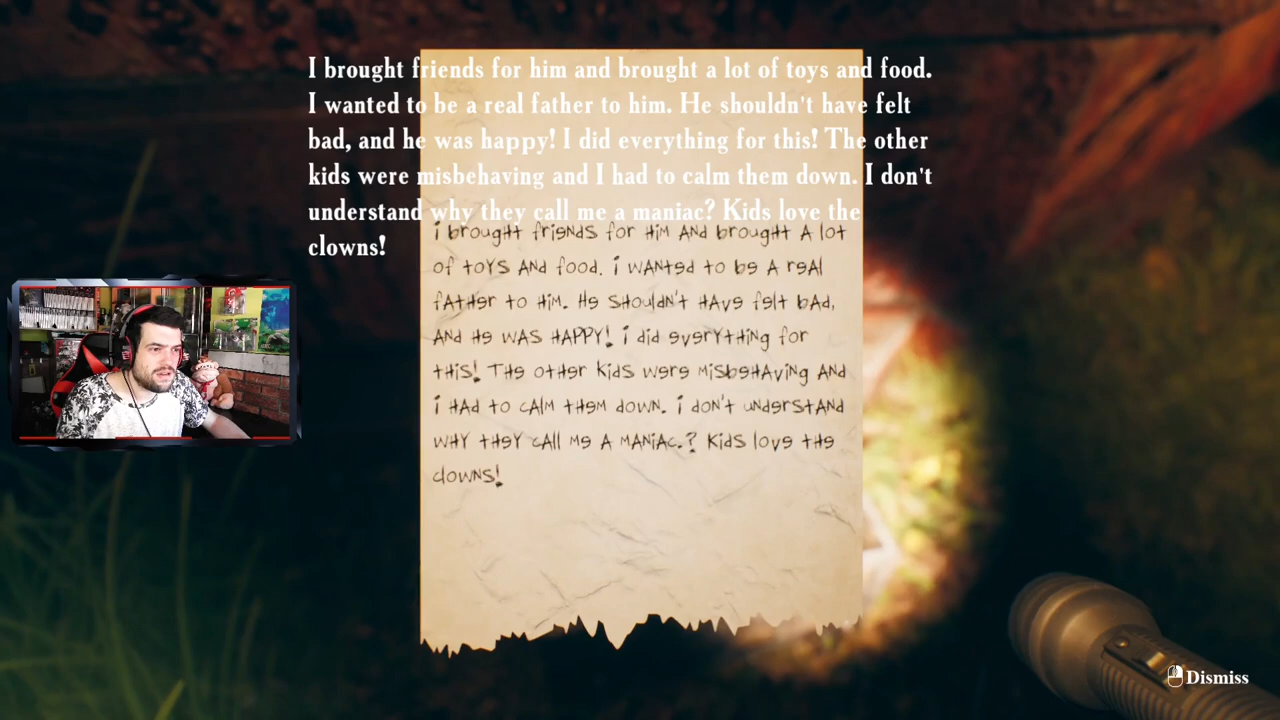 I brought friends for him and brought a lot of toys and food.
I wanted to be a real father to him. He shouldn't have felt
bad, and he was happy! I did everything for this! The other
kids were misbehaving and I had to calm them down. I don't
understand why they call me a maniac? Kids love the
clowns!
i brought friends for him and brought a lot
of toys and food. i wanted to be a real
father to him. He shouldn't have felt bad,
and he was happy! i did everything for
this! The other kids were misbehaving and
i had to calm them down. i don't understand
why they call me a maniac.? Kids love the
clowns!
Dismiss